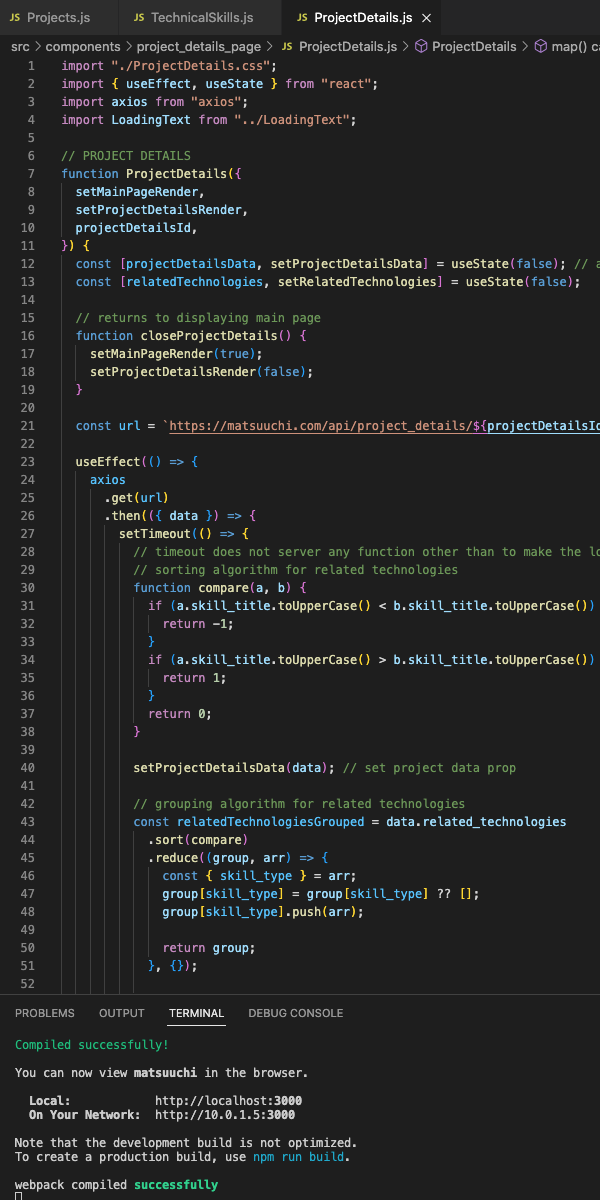 JS Projects.js JS TechnicalSkills.js JS ProjectDetails.js ×
src > components > project_details_page > JS ProjectDetails.js > ProjectDetails > map() c
1 import "./ProjectDetails.css";
2 import { useEffect, useState } from "react";
3 import axios from "axios";
4 import LoadingText from "../LoadingText";
5
6 // PROJECT DETAILS
7 function ProjectDetails({
8 setMainPageRender,
9 setProjectDetailsRender,
10 projectDetailsId,
11 }) {
12 const [projectDetailsData, setProjectDetailsData] = useState(false); // a
13 const [relatedTechnologies, setRelatedTechnologies] = useState(false);
14
15 // returns to displaying main page
16 function closeProjectDetails() {
17 setMainPageRender(true);
18 setProjectDetailsRender(false);
19 }
20
21 const url = `https://matsuuchi.com/api/project_details/${projectDetailsId
22
23 useEffect(() => {
24 axios
25 .get(url)
26 .then(({ data }) => {
27 setTimeout(() => {
28 // timeout does not server any function other than to make the lo
29 // sorting algorithm for related technologies
30 function compare(a, b) {
31 if (a.skill_title.toUpperCase() < b.skill_title.toUpperCase())
32 return -1;
33 }
34 if (a.skill_title.toUpperCase() > b.skill_title.toUpperCase())
35 return 1;
36 }
37 return 0;
38 }
39
40 setProjectDetailsData(data); // set project data prop
41
42 // grouping algorithm for related technologies
43 const relatedTechnologiesGrouped = data.related_technologies
44 .sort(compare)
45 .reduce((group, arr) => {
46 const { skill_type } = arr;
47 group[skill_type] = group[skill_type] ?? [];
48 group[skill_type].push(arr);
49
50 return group;
51 }, {});
52
PROBLEMS OUTPUT TERMINAL DEBUG CONSOLE
Compiled successfully!
You can now view matsuuchi in the browser.
Local: http://localhost:3000
On Your Network: http://10.0.1.5:3000
Note that the development build is not optimized.
To create a production build, use npm run build.
webpack compiled successfully